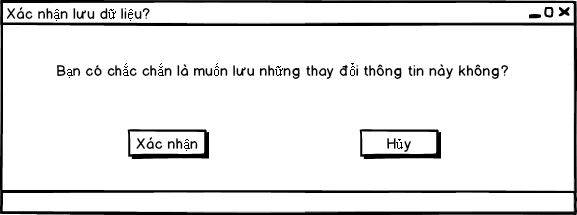 Xác nhận lưu dữ liệu?
Bạn có chắc chắn là muốn lưu những thay đổi thông tin này không?
Xác nhận
Hủy